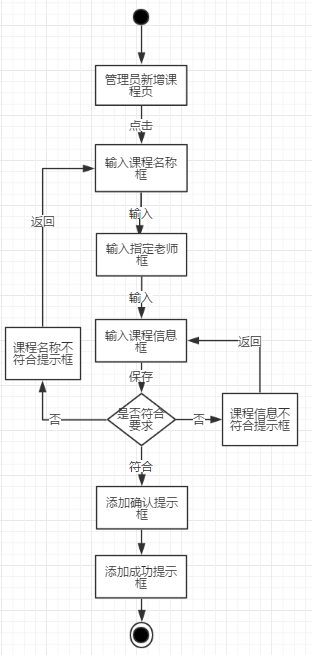 管理员新增课
程页
点击
输入课程名称
框
返回
输入
输入指定老师
框
输入
输入课程信息
框
返回
课程名称不
符合提示框
保存
是否符合
要求
否
否
课程信息不
符合提示框
符合
添加确认提示
框
添加成功提示
框